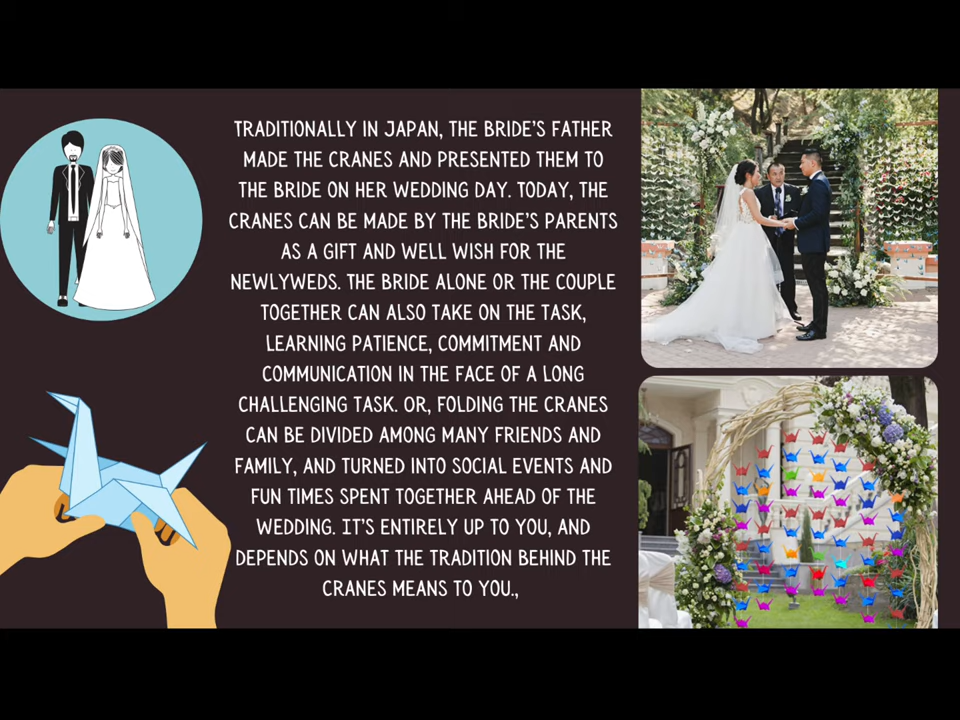 TRADITIONALLY IN JAPAN, THE BRIDE'S FATHER
MADE THE CRANES AND PRESENTED THEM TO
THE BRIDE ON HER WEDDING DAY. TODAY, THE
CRANES CAN BE MADE BY THE BRIDE'S PARENTS
AS A GIFT AND WELL WISH FOR THE
NEWLYWEDS. THE BRIDE ALONE OR THE COUPLE
TOGETHER CAN ALSO TAKE ON THE TASK,
LEARNING PATIENCE, COMMITMENT AND
COMMUNICATION IN THE FACE OF A LONG
CHALLENGING TASK. OR, FOLDING THE CRANES
CAN BE DIVIDED AMONG MANY FRIENDS AND
FAMILY, AND TURNED INTO SOCIAL EVENTS AND
FUN TIMES SPENT TOGETHER AHEAD OF THE
WEDDING. IT'S ENTIRELY UP TO YOU, AND
DEPENDS ON WHAT THE TRADITION BEHIND THE
CRANES MEANS TO YOU.,